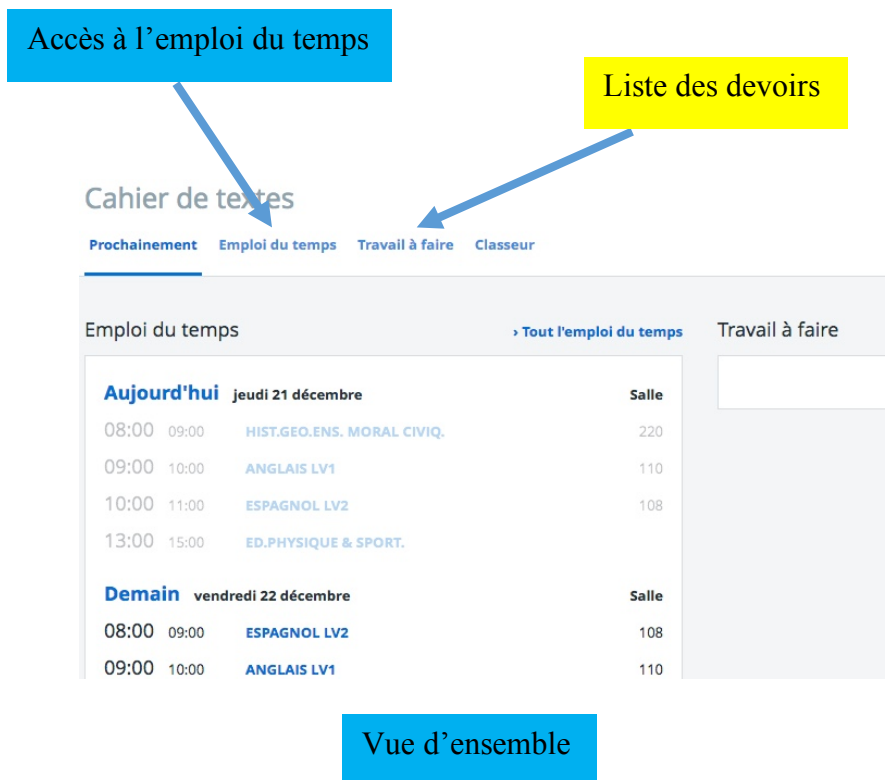 Accès à l’emploi du temps
Liste des devoirs
Cahier de textes
Prochainement Emploi du temps Travail à faire Classeur
Emploi du temps › Tout l'emploi du temps Travail à faire
Aujourd'hui jeudi 21 décembre Salle
08:00 09:00 HIST.GEO.ENS. MORAL CIVIQ. 220
09:00 10:00 ANGLAIS LV1 110
10:00 11:00 ESPAGNOL LV2 108
13:00 15:00 ED.PHYSIQUE & SPORT.
Demain vendredi 22 décembre Salle
08:00 09:00 ESPAGNOL LV2 108
09:00 10:00 ANGLAIS LV1 110
Vue d’ensemble